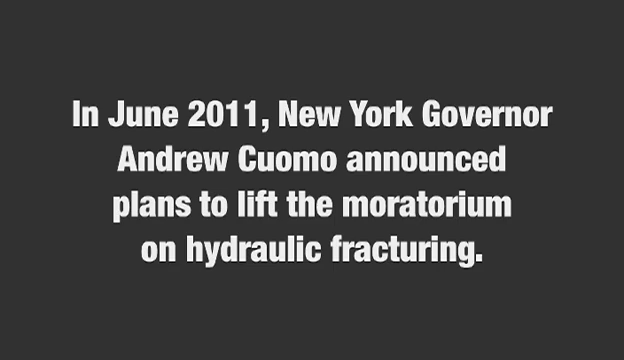 In June 2011, New York Governor
Andrew Cuomo announced
plans to lift the moratorium
on hydraulic fracturing.